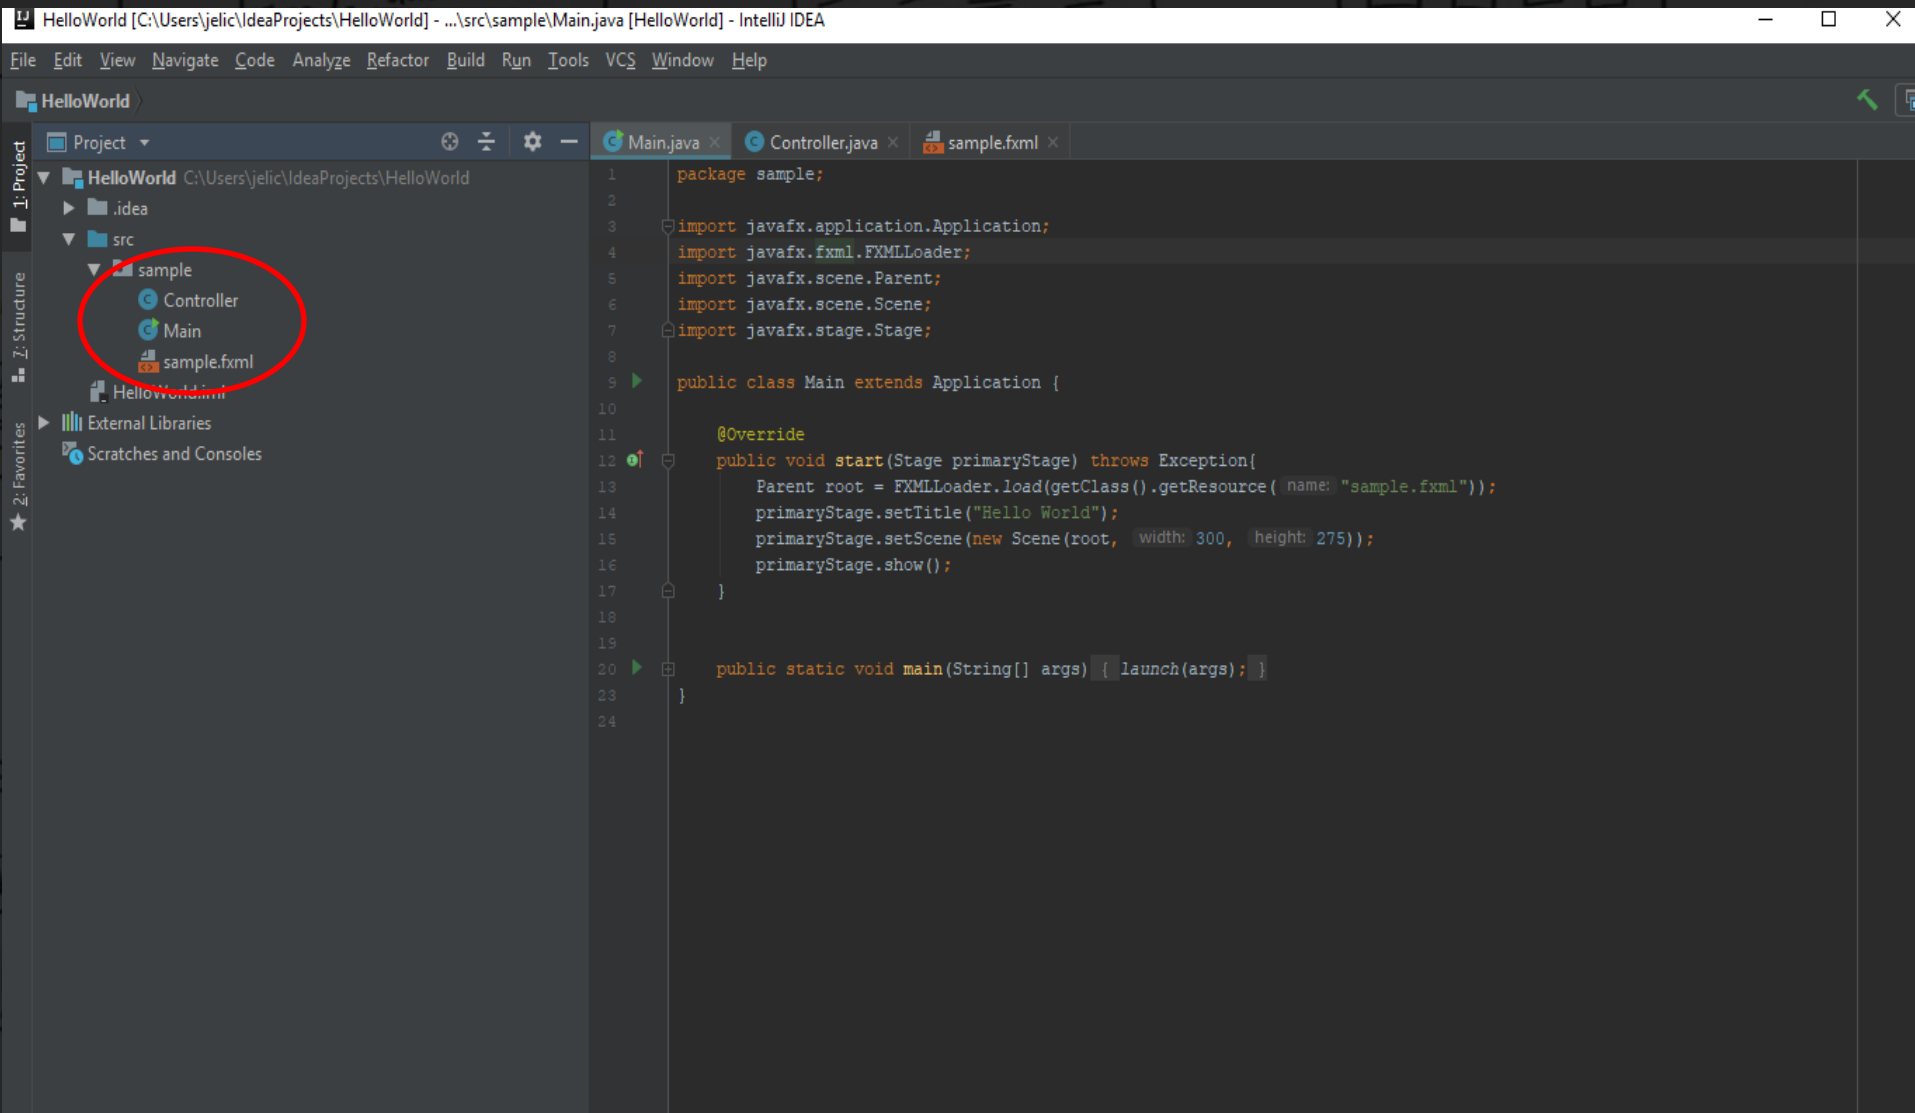 HelloWorld [C:\Users\jelic\IdeaProjects\HelloWorld] - ...\src\sample\Main.java [HelloWorld] - IntelliJ IDEA
File Edit View Navigate Code Analyze Refactor Build Run Tools VCS Window Help
HelloWorld
1: Project
7: Structure
2: Favorites
Project
HelloWorld C:\Users\jelic\IdeaProjects\HelloWorld
.idea
src
sample
Controller
Main
sample.fxml
HelloWorld.iml
External Libraries
Scratches and Consoles
Main.java Controller.java sample.fxml
1 package sample;
2
3 import javafx.application.Application;
4 import javafx.fxml.FXMLLoader;
5 import javafx.scene.Parent;
6 import javafx.scene.Scene;
7 import javafx.stage.Stage;
8
9 public class Main extends Application {
10
11 @Override
12 public void start(Stage primaryStage) throws Exception{
13 Parent root = FXMLLoader.load(getClass().getResource( name: "sample.fxml"));
14 primaryStage.setTitle("Hello World");
15 primaryStage.setScene(new Scene(root, width: 300, height: 275));
16 primaryStage.show();
17 }
18
19
20 public static void main(String[] args) { launch(args); }
23 }
24